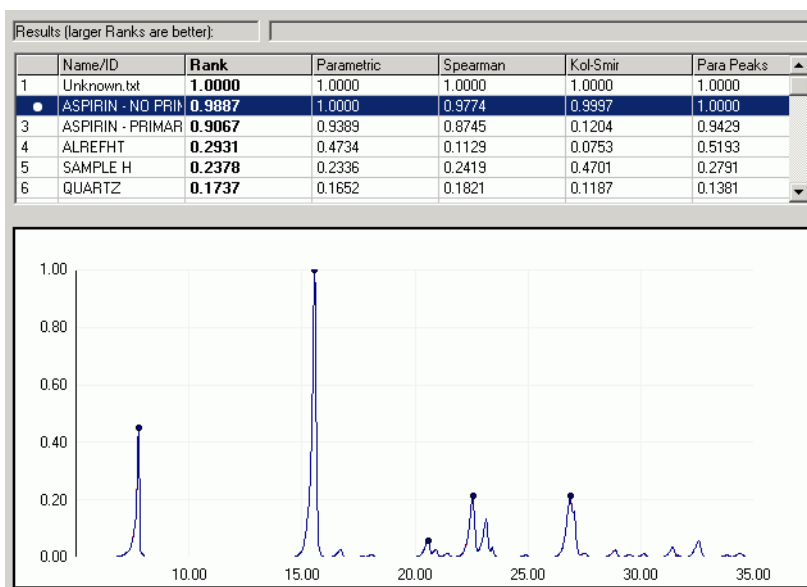 Results (larger Ranks are better):
Name/ID Rank Parametric Spearman Kol-Smir Para Peaks
1 Unknown.txt 1.0000 1.0000 1.0000 1.0000 1.0000
ASPIRIN - NO PRIM 0.9887 1.0000 0.9774 0.9997 1.0000
3 ASPIRIN - PRIMAR 0.9067 0.9389 0.8745 0.1204 0.9429
4 ALREFHT 0.2931 0.4734 0.1129 0.0753 0.5193
5 SAMPLE H 0.2378 0.2336 0.2419 0.4701 0.2791
6 QUARTZ 0.1737 0.1652 0.1821 0.1187 0.1381
1.00
0.80
0.60
0.40
0.20
0.00
10.00 15.00 20.00 25.00 30.00 35.00